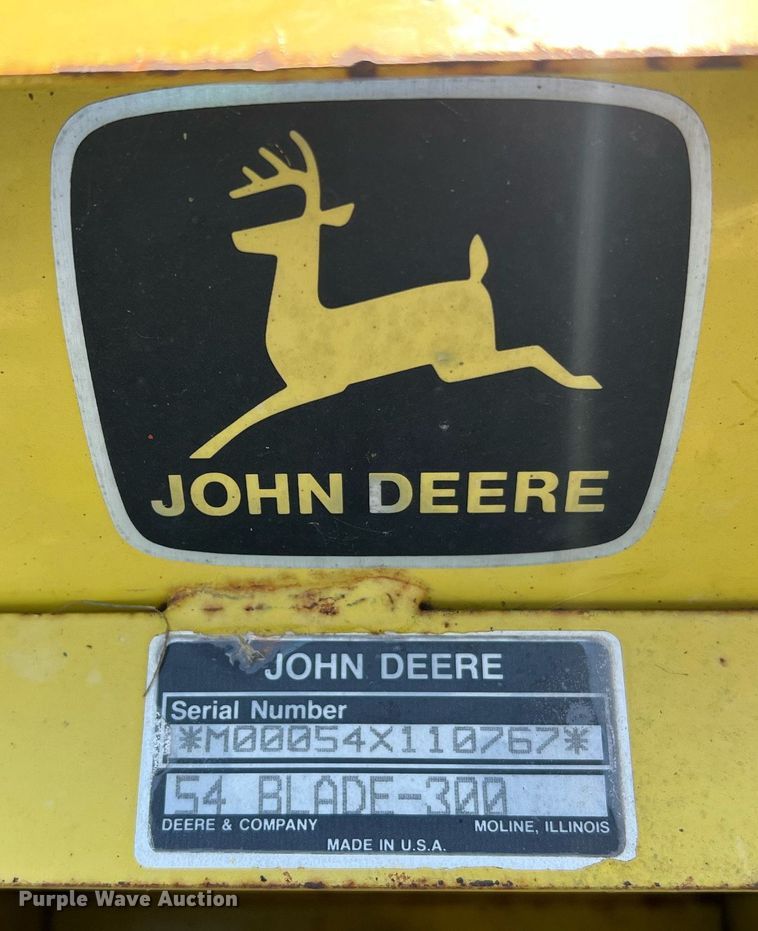 JOHN DEERE
JOHN DEERE
Serial Number
*M00054X110767*
54 BLADE-300
DEERE & COMPANY MOLINE, ILLINOIS
MADE IN U.S.A.
Purple Wave Auction